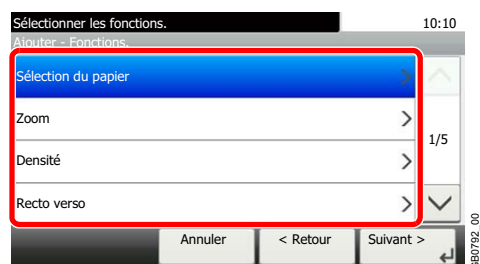 Sélectionner les fonctions. 10:10
Ajouter - Fonctions.
Sélection du papier
Zoom
1/5
Densité
Recto verso
Annuler < Retour Suivant >
GB0792_00